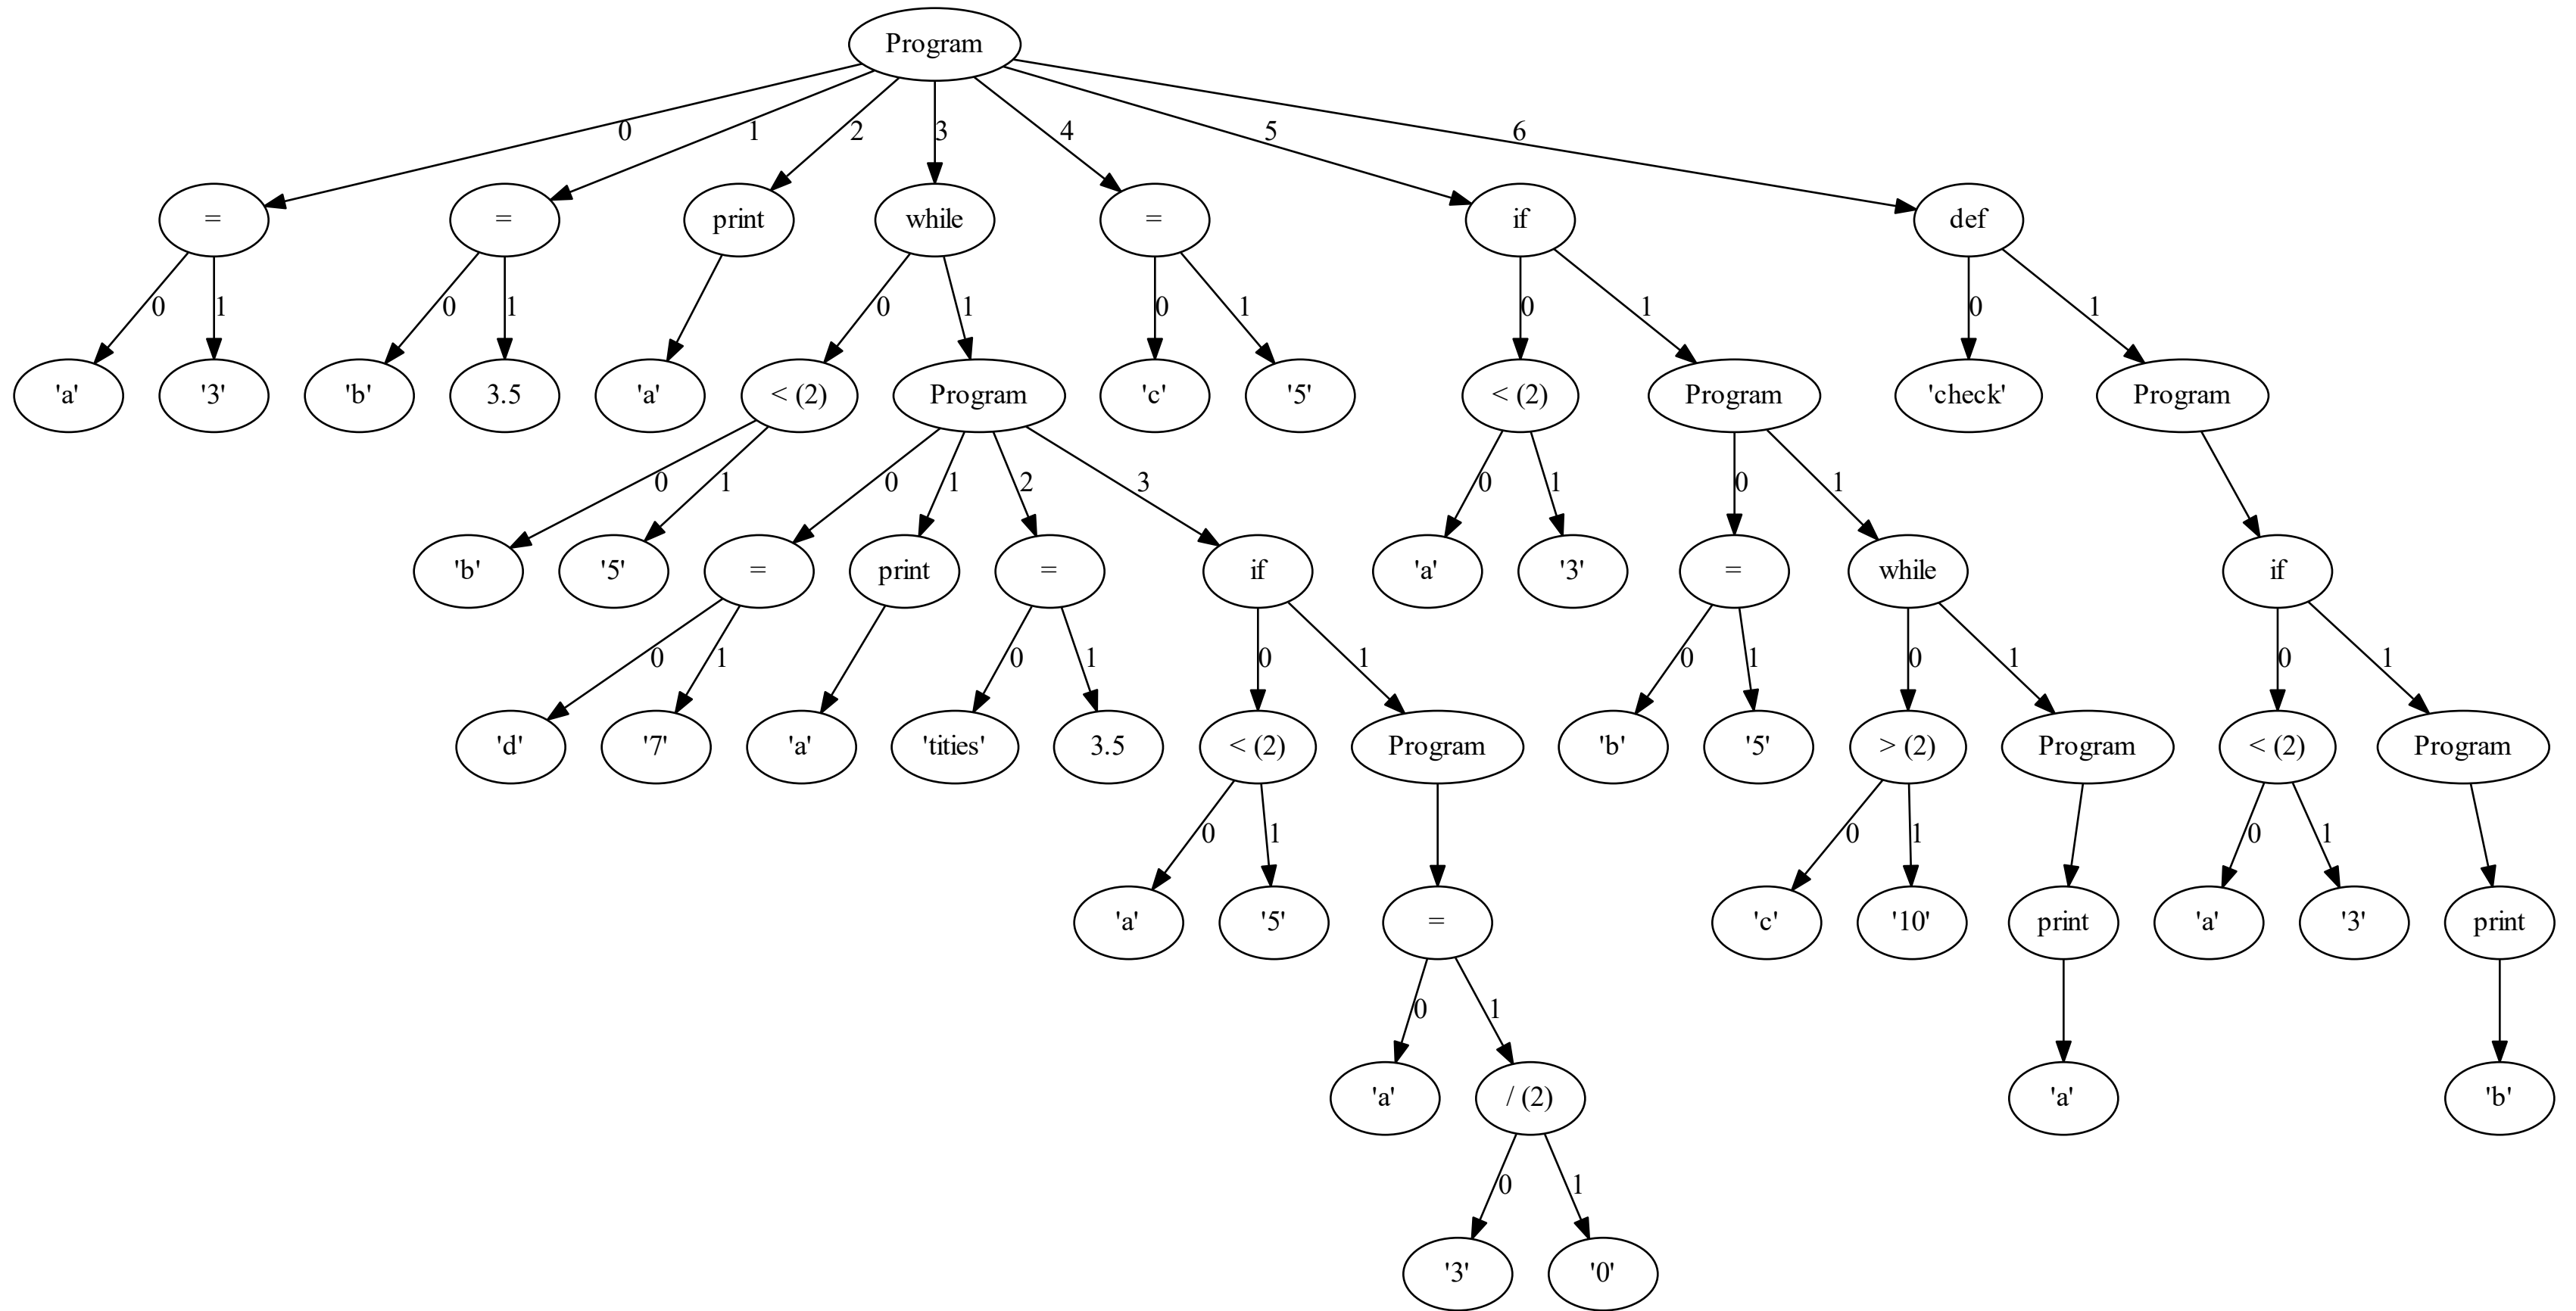 Program
0 1 2 3 4 5 6
= = print while = if def
0 1 0 1 0 1 0 1 0 1 0 1
'a' '3' 'b' 3.5 'a' < (2) Program 'c' '5' < (2) Program 'check' Program
0 1 0 1 2 3 0 1 0 1
'b' '5' = print = if 'a' '3' = while if
0 1 0 1 0 1 0 1 0 1 0 1
'd' '7' 'a' 'tities' 3.5 < (2) Program 'b' '5' > (2) Program < (2) Program
0 1 0 1 0 1
'a' '5' = 'c' '10' print 'a' '3' print
0 1
'a' / (2) 'a' 'b'
0 1
'3' '0'